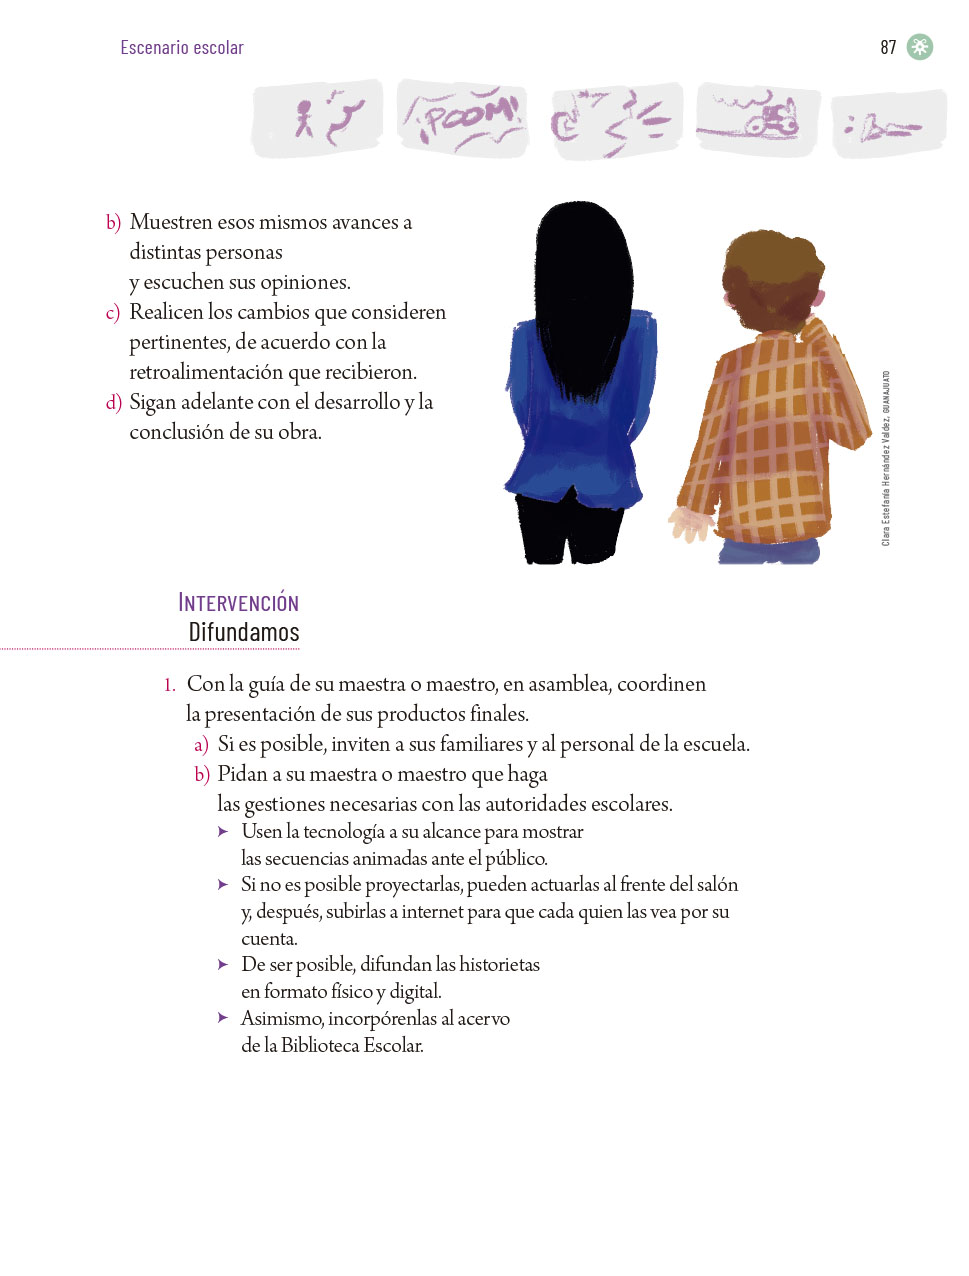 Escenario escolar
87
POOM!
b) Muestren esos mismos avances a
distintas personas
y escuchen sus opiniones.
c) Realicen los cambios que consideren
pertinentes, de acuerdo con la
retroalimentación que recibieron.
d) Sigan adelante con el desarrollo y la
conclusión de su obra.
Clara Estefanía Hernández Valdez, GUANAJUATO
INTERVENCIÓN
Difundamos
1. Con la guía de su maestra o maestro, en asamblea, coordinen
la presentación de sus productos finales.
a) Si es posible, inviten a sus familiares y al personal de la escuela.
b) Pidan a su maestra o maestro que haga
las gestiones necesarias con las autoridades escolares.
➤ Usen la tecnología a su alcance para mostrar
las secuencias animadas ante el público.
➤ Si no es posible proyectarlas, pueden actuarlas al frente del salón
y, después, subirlas a internet para que cada quien las vea por su
cuenta.
➤ De ser posible, difundan las historietas
en formato físico y digital.
➤ Asimismo, incorpórenlas al acervo
de la Biblioteca Escolar.